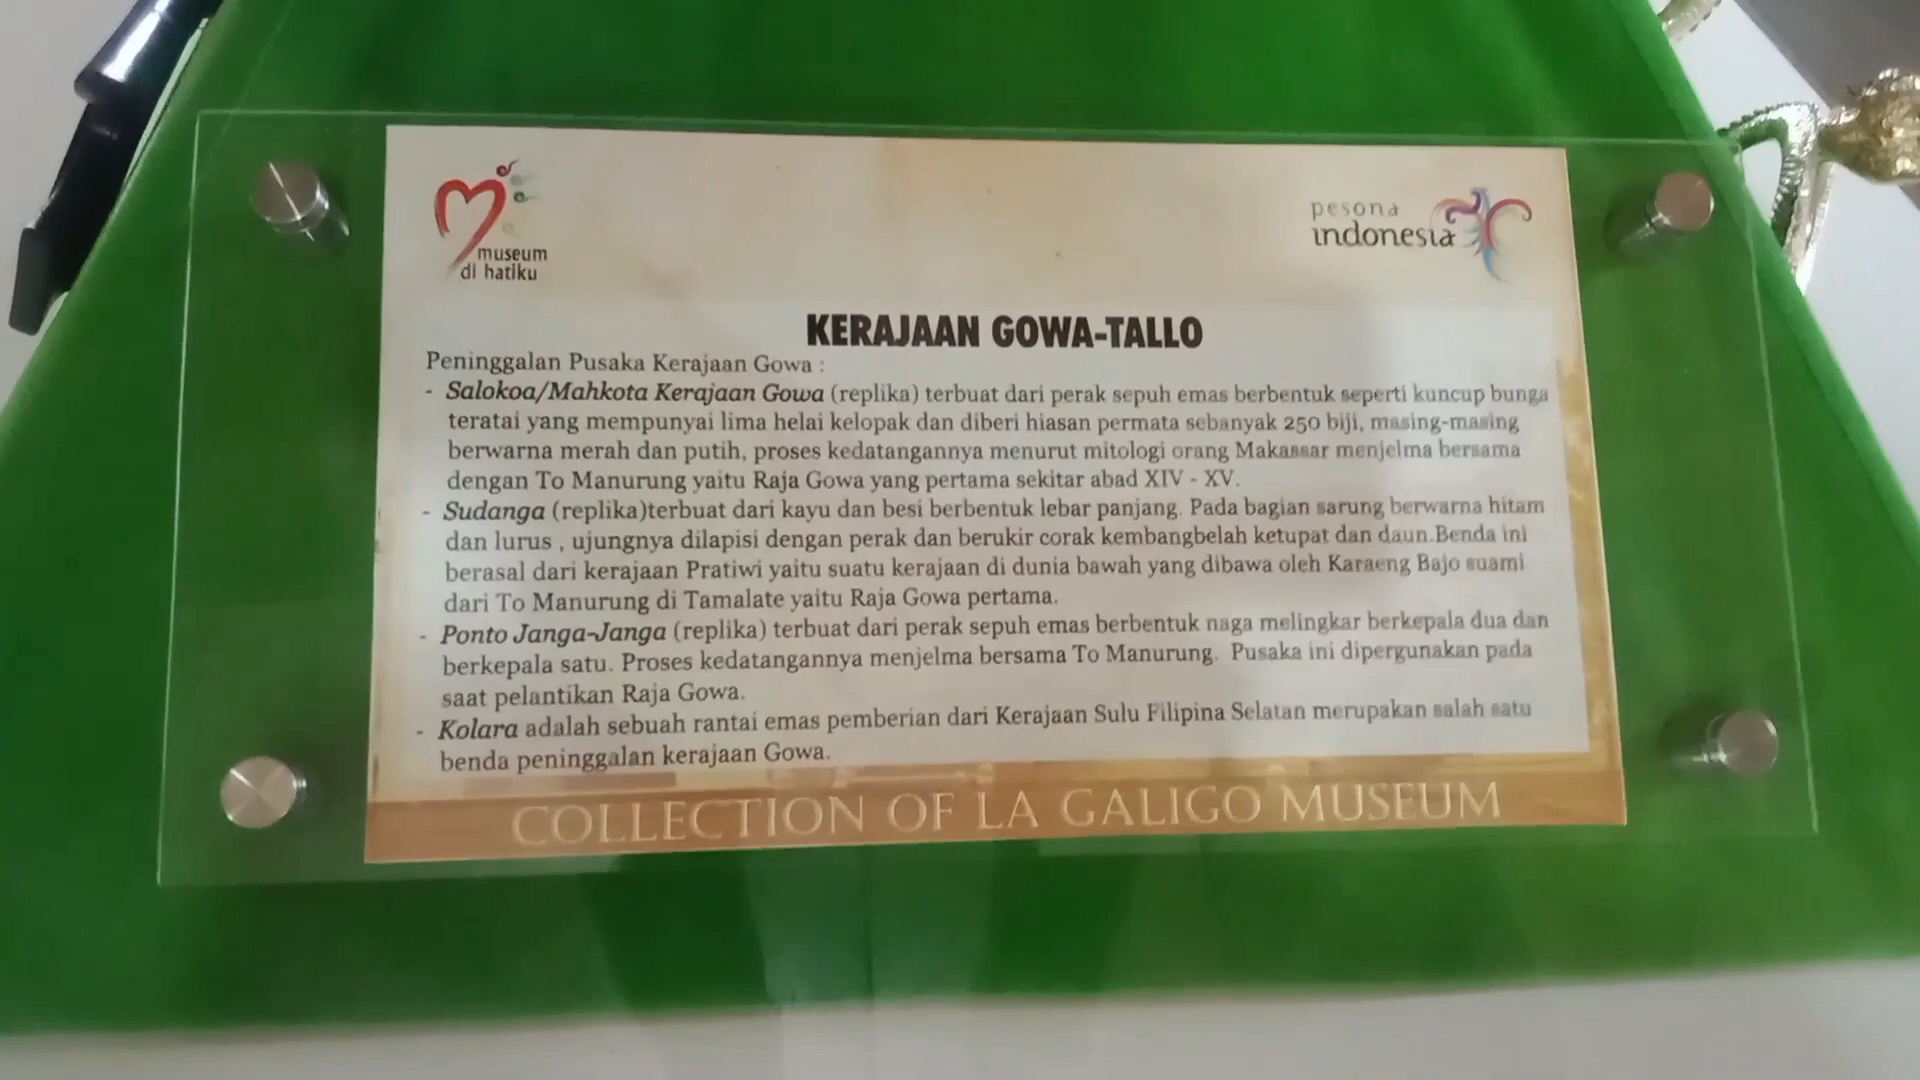 museum
di hatiku
pesona
indonesia
KERAJAAN GOWA-TALLO
Peninggalan Pusaka Kerajaan Gowa :
- Salokoa/Mahkota Kerajaan Gowa (replika) terbuat dari perak sepuh emas berbentuk seperti kuncup bunga
teratai yang mempunyai lima helai kelopak dan diberi hiasan permata sebanyak 250 biji, masing-masing
berwarna merah dan putih, proses kedatangannya menurut mitologi orang Makassar menjelma bersama
dengan To Manurung yaitu Raja Gowa yang pertama sekitar abad XIV - XV.
- Sudanga (replika)terbuat dari kayu dan besi berbentuk lebar panjang. Pada bagian sarung berwarna hitam
dan lurus , ujungnya dilapisi dengan perak dan berukir corak kembangbelah ketupat dan daun.Benda ini
berasal dari kerajaan Pratiwi yaitu suatu kerajaan di dunia bawah yang dibawa oleh Karaeng Bajo suami
dari To Manurung di Tamalate yaitu Raja Gowa pertama.
- Ponto Janga-Janga (replika) terbuat dari perak sepuh emas berbentuk naga melingkar berkepala dua dan
berkepala satu. Proses kedatangannya menjelma bersama To Manurung. Pusaka ini dipergunakan pada
saat pelantikan Raja Gowa.
- Kolara adalah sebuah rantai emas pemberian dari Kerajaan Sulu Filipina Selatan merupakan salah satu
benda peninggalan kerajaan Gowa.
COLLECTION OF LA GALIGO MUSEUM